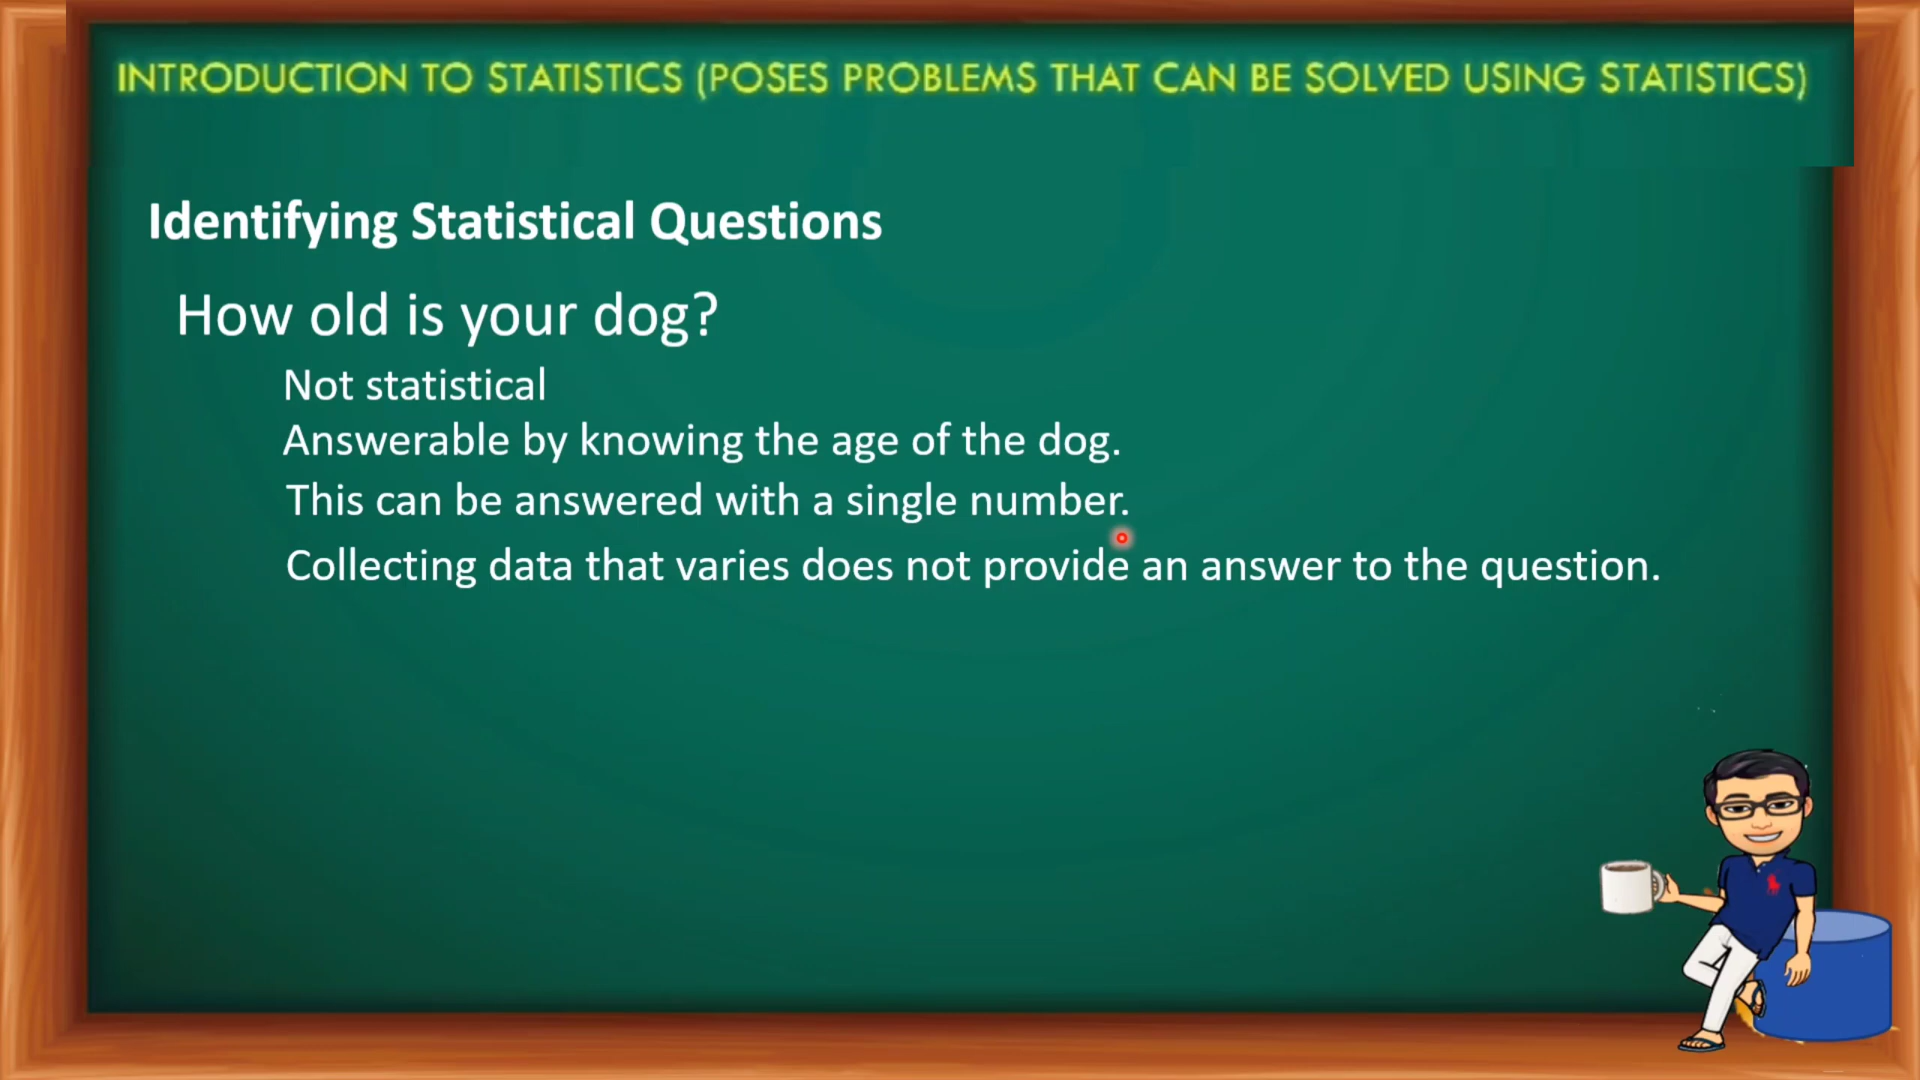 INTRODUCTION TO STATISTICS (POSES PROBLEMS THAT CAN BE SOLVED USING STATISTICS)
Identifying Statistical Questions
How old is your dog?
Not statistical
Answerable by knowing the age of the dog.
This can be answered with a single number.
Collecting data that varies does not provide an answer to the question.